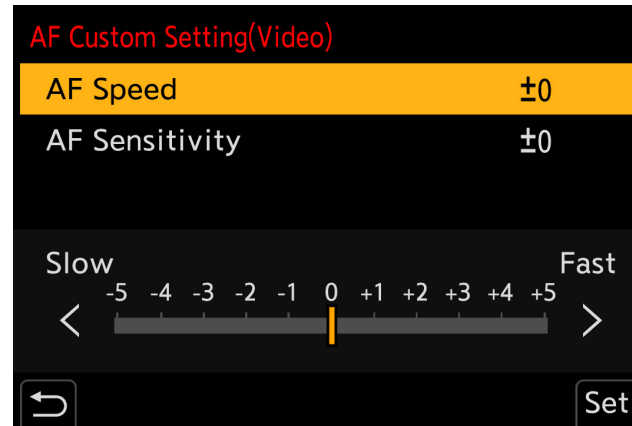 AF Custom Setting(Video)
AF Speed ±0
AF Sensitivity ±0
Slow Fast
-5 -4 -3 -2 -1 0 +1 +2 +3 +4 +5
Set